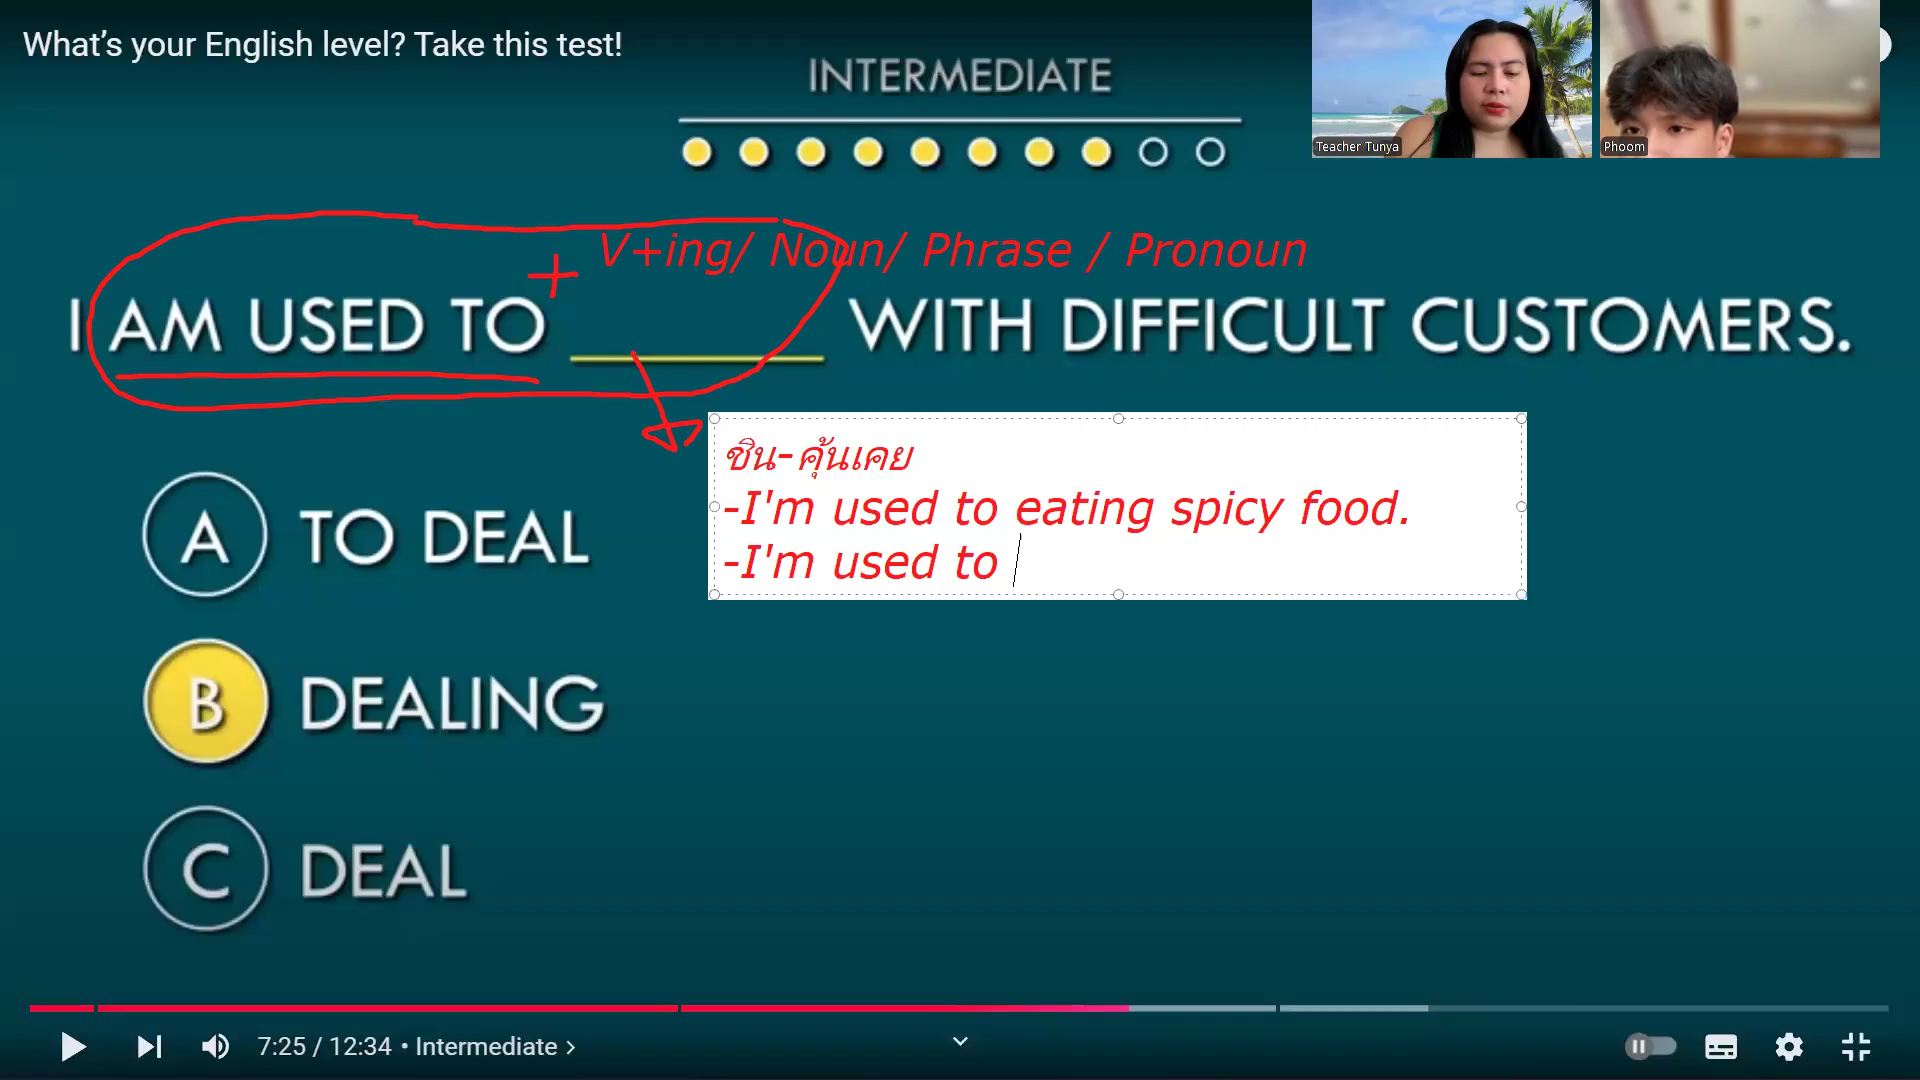 What's your English level? Take this test!
INTERMEDIATE
Teacher Tunya
Phoom
+ V+ing/ Noun/ Phrase / Pronoun
I AM USED TO ________ WITH DIFFICULT CUSTOMERS.
ชิน-คุ้นเคย
-I'm used to eating spicy food.
-I'm used to
A TO DEAL
B DEALING
C DEAL
7:25 / 12:34 • Intermediate >